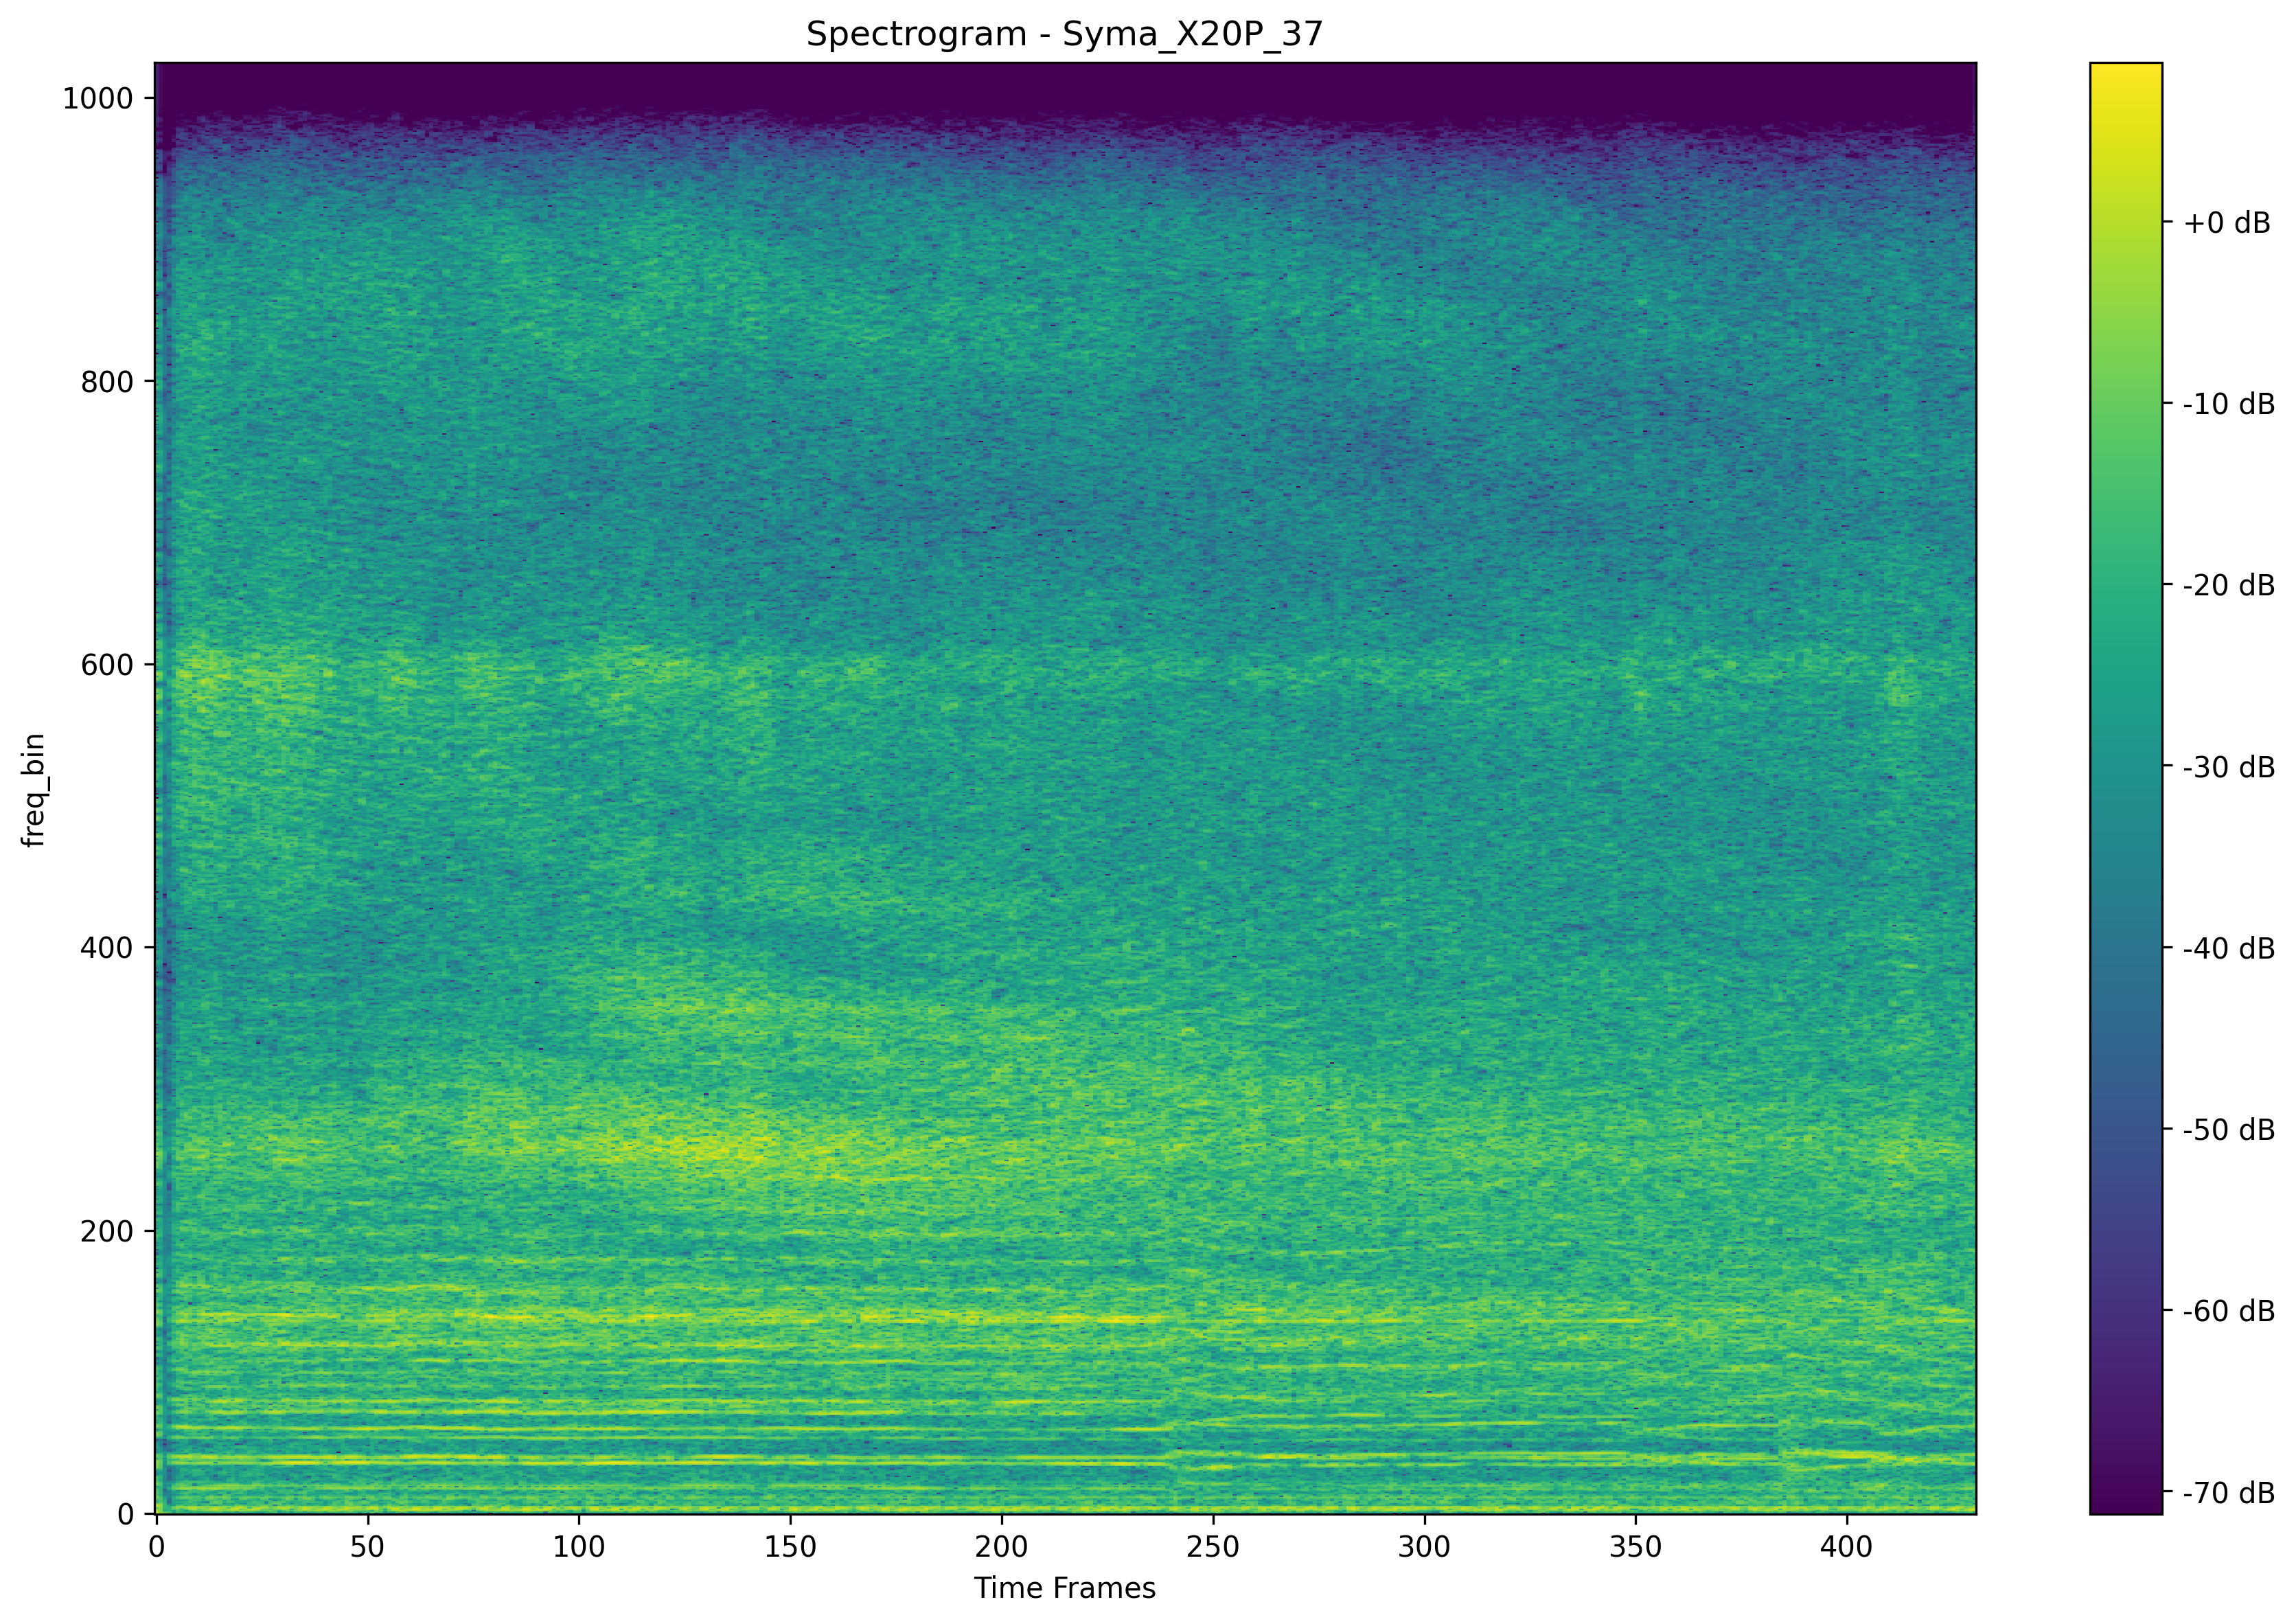 Spectrogram - Syma_X20P_37
freq_bin
1000
800
600
400
200
0
0 50 100 150 200 250 300 350 400
Time Frames
+0 dB
-10 dB
-20 dB
-30 dB
-40 dB
-50 dB
-60 dB
-70 dB